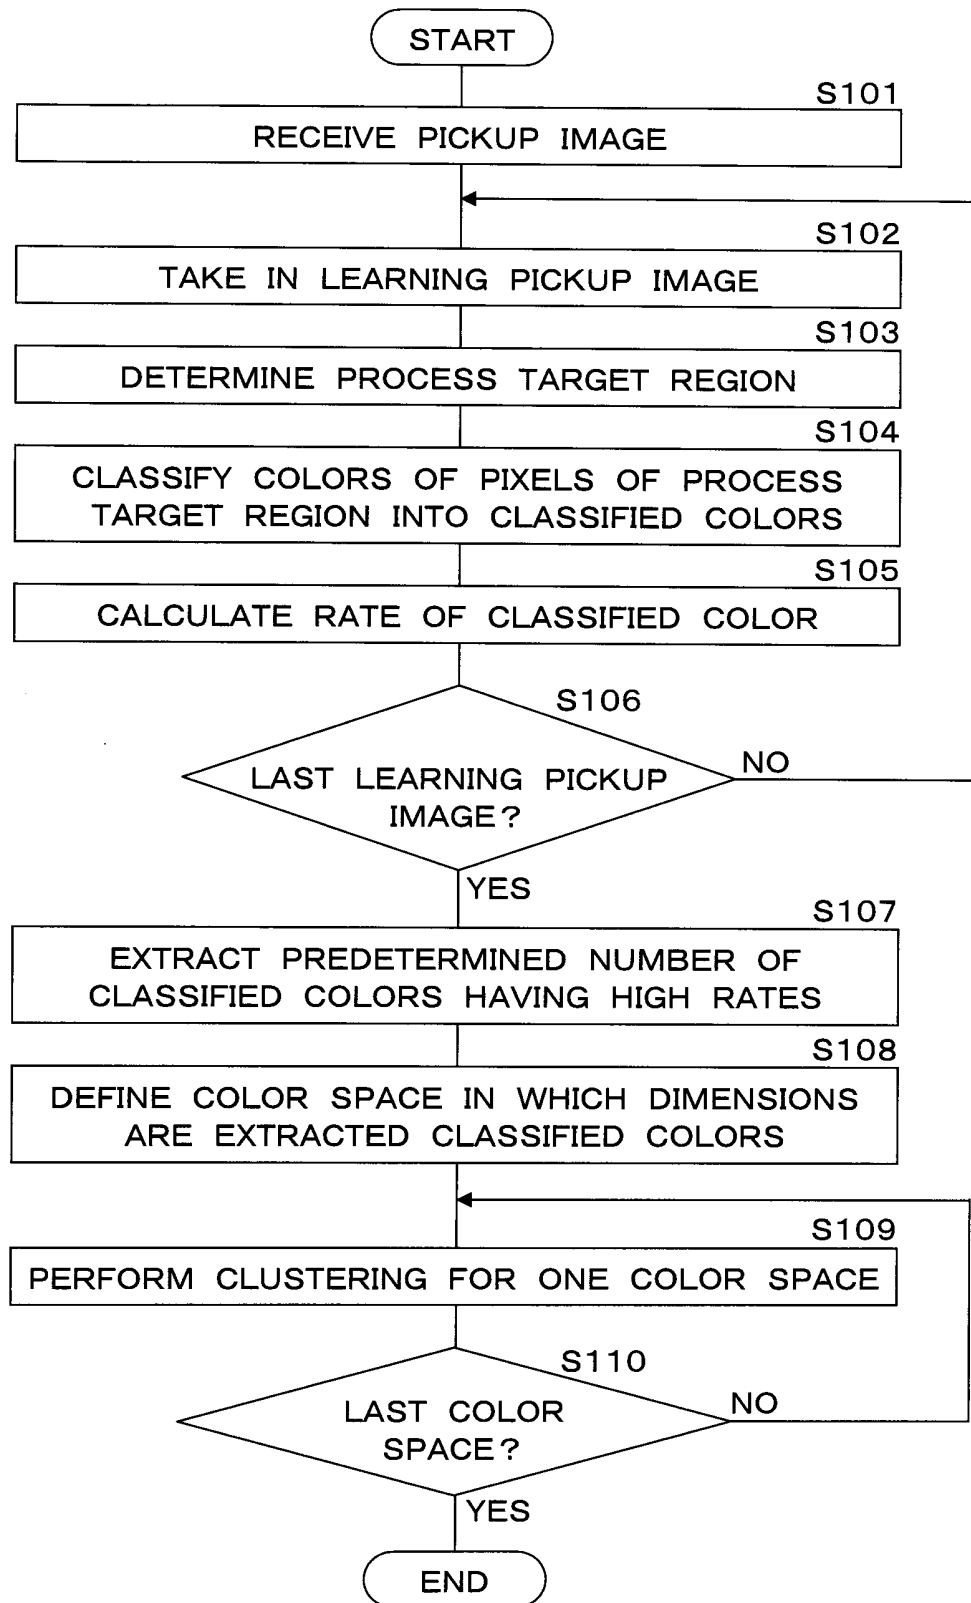 START
S101
RECEIVE PICKUP IMAGE
S102
TAKE IN LEARNING PICKUP IMAGE
S103
DETERMINE PROCESS TARGET REGION
S104
CLASSIFY COLORS OF PIXELS OF PROCESS
TARGET REGION INTO CLASSIFIED COLORS
S105
CALCULATE RATE OF CLASSIFIED COLOR
S106
LAST LEARNING PICKUP
IMAGE?
NO
YES
S107
EXTRACT PREDETERMINED NUMBER OF
CLASSIFIED COLORS HAVING HIGH RATES
S108
DEFINE COLOR SPACE IN WHICH DIMENSIONS
ARE EXTRACTED CLASSIFIED COLORS
S109
PERFORM CLUSTERING FOR ONE COLOR SPACE
S110
LAST COLOR
SPACE?
NO
YES
END